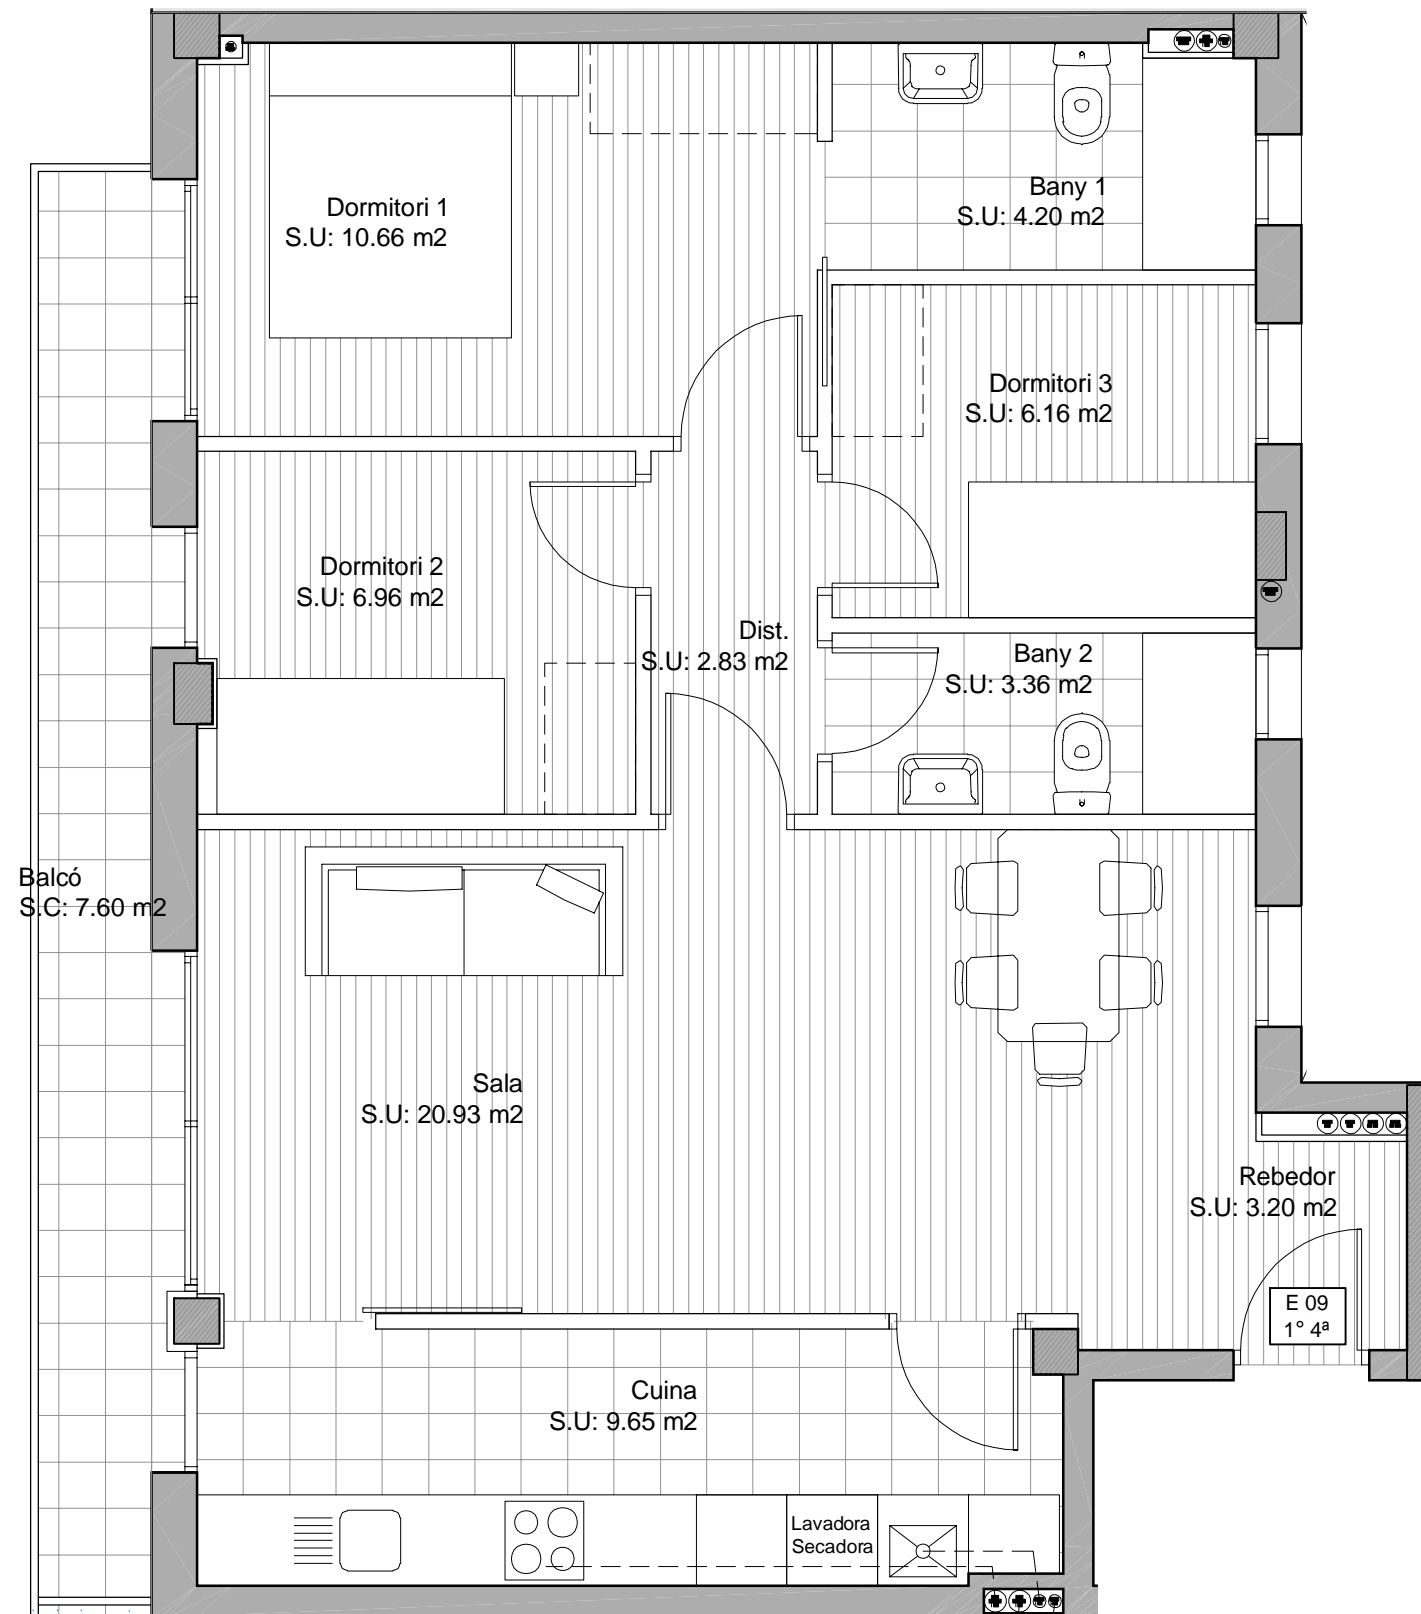 Dormitori 1
S.U: 10.66 m2
Bany 1
S.U: 4.20 m2
Dormitori 3
S.U: 6.16 m2
Dormitori 2
S.U: 6.96 m2
Dist.
S.U: 2.83 m2
Bany 2
S.U: 3.36 m2
Balcó
S.C: 7.60 m2
Sala
S.U: 20.93 m2
Rebedor
S.U: 3.20 m2
E 09
1° 4ª
Cuina
S.U: 9.65 m2
Lavadora
Secadora